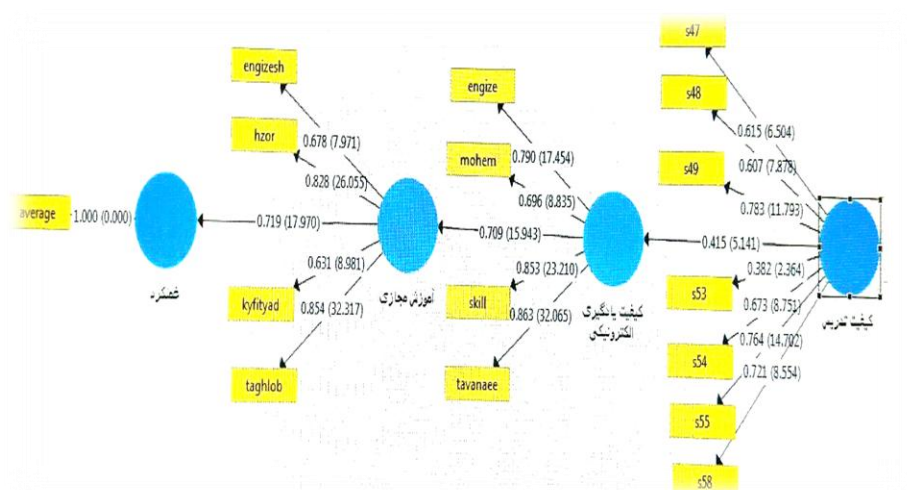 s47
engizesh
engize
s48
0.678 (7.971)
0.615 (6.504)
hzor
0.790 (17.454)
0.607 (7.878)
mohem
s49
0.828 (26.055)
0.696 (8.835)
0.783 (11.793)
average
1.000 (0.000)
0.719 (17.970)
0.709 (15.943)
0.415 (5.141)
0.631 (8.981)
0.853 (23.210)
0.382 (2.364)
s53
عملکرد
kyfityad
0.854 (32.317)
آموزش مجازی
skill
0.863 (32.065)
کیفیت یادگیری
الکترونیکی
0.673 (8.751)
کیفیت تدریس
0.764 (14.702)
s54
0.721 (8.554)
taghlob
tavanaee
s55
s58